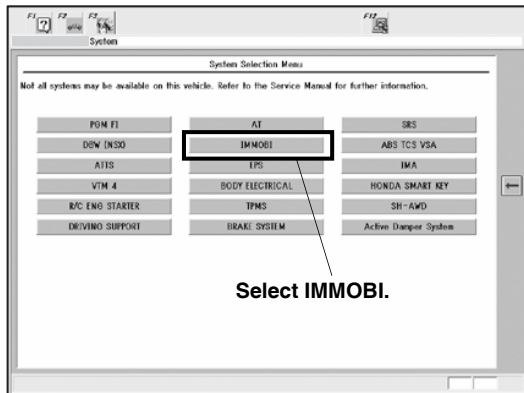 F1 F2 F3 F12
?
System
System Selection Menu
Not all systems may be available on this vehicle. Refer to the Service Manual for further information.
PGM FI AT SRS
DBW (NSX) IMMOBI ABS TCS VSA
ATTS EPS IMA
VTM 4 BODY ELECTRICAL HONDA SMART KEY
R/C ENG STARTER TPMS SH-AWD
DRIVING SUPPORT BRAKE SYSTEM Active Damper System
Select IMMOBI.